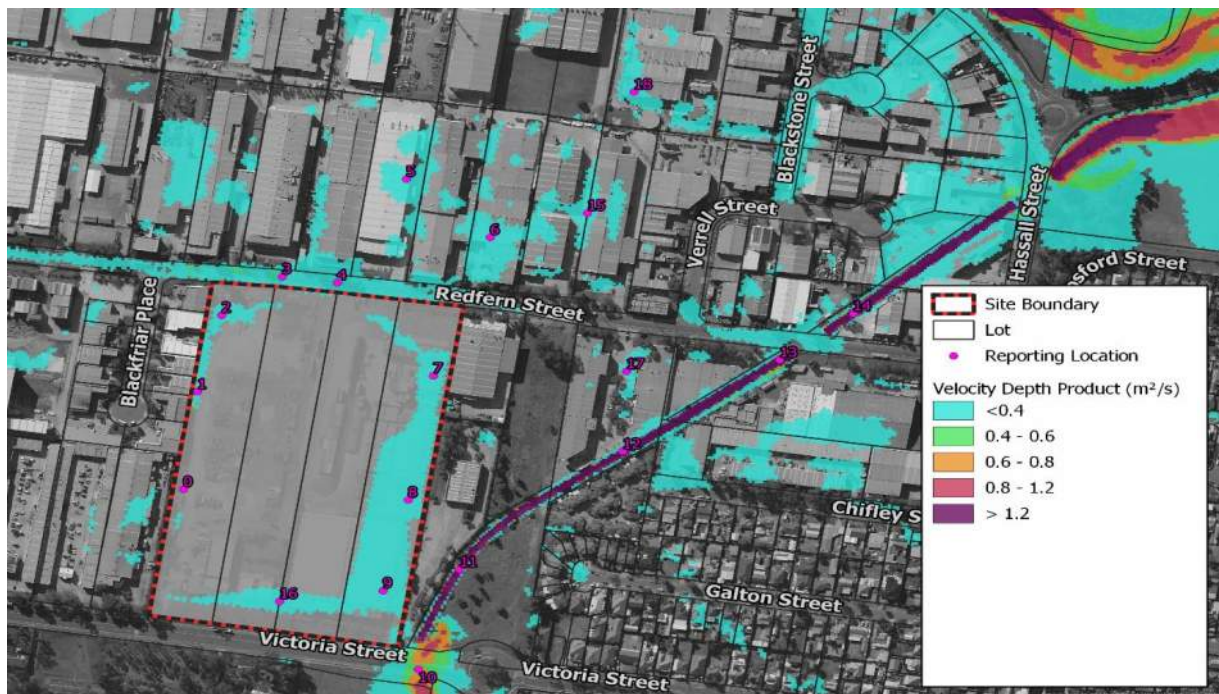 18
Blackstone Street
5
15
6
Verrell Street
Hassall Street
sford Street
3
4
Redfern Street
2
14
Blackfriar Place
13
17
7
1
12
0
8
Chifley S
11
9
16
Galton Street
Victoria Street
10
Victoria Street
Site Boundary
Lot
Reporting Location
Velocity Depth Product (m²/s)
<0.4
0.4 - 0.6
0.6 - 0.8
0.8 - 1.2
> 1.2